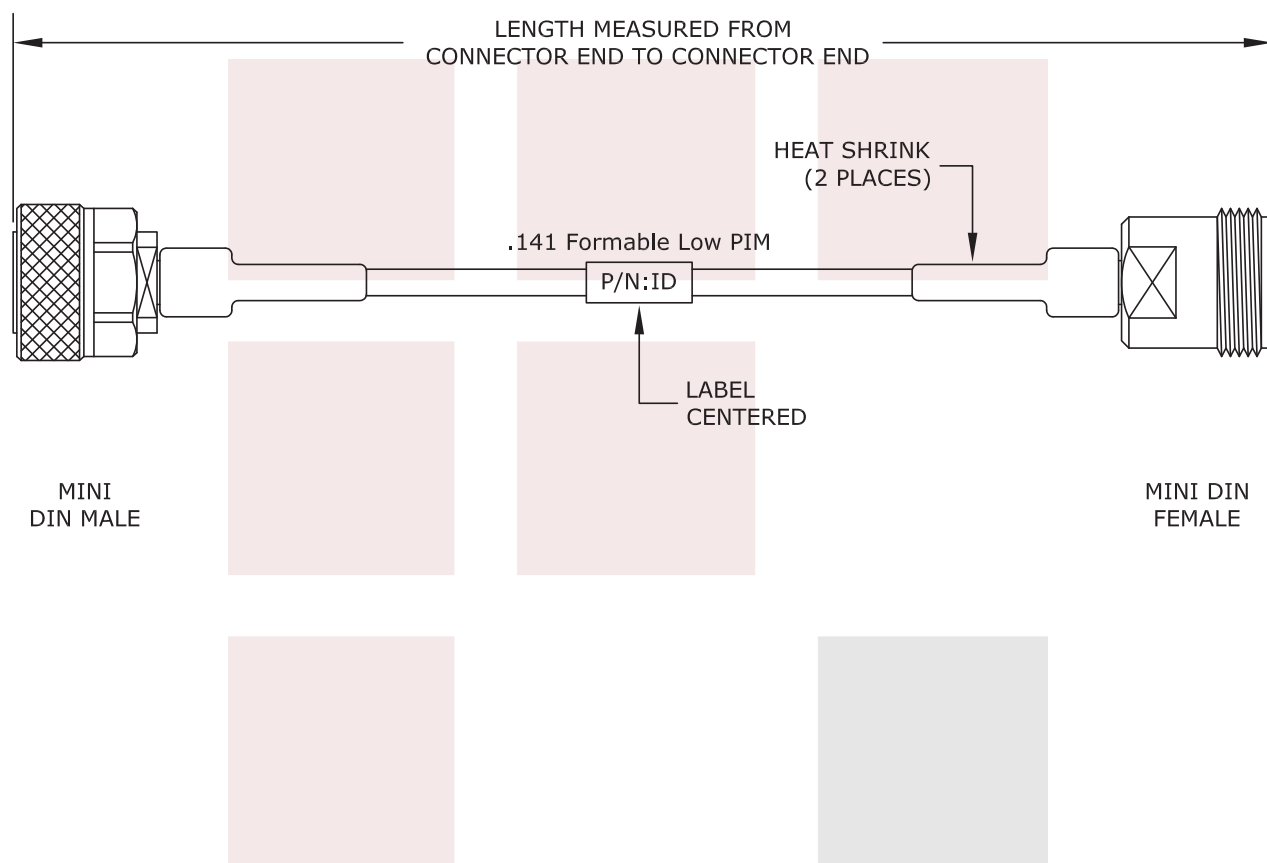 LENGTH MEASURED FROM
CONNECTOR END TO CONNECTOR END
HEAT SHRINK
(2 PLACES)
.141 Formable Low PIM
P/N:ID
LABEL
CENTERED
MINI
DIN MALE
MINI DIN
FEMALE